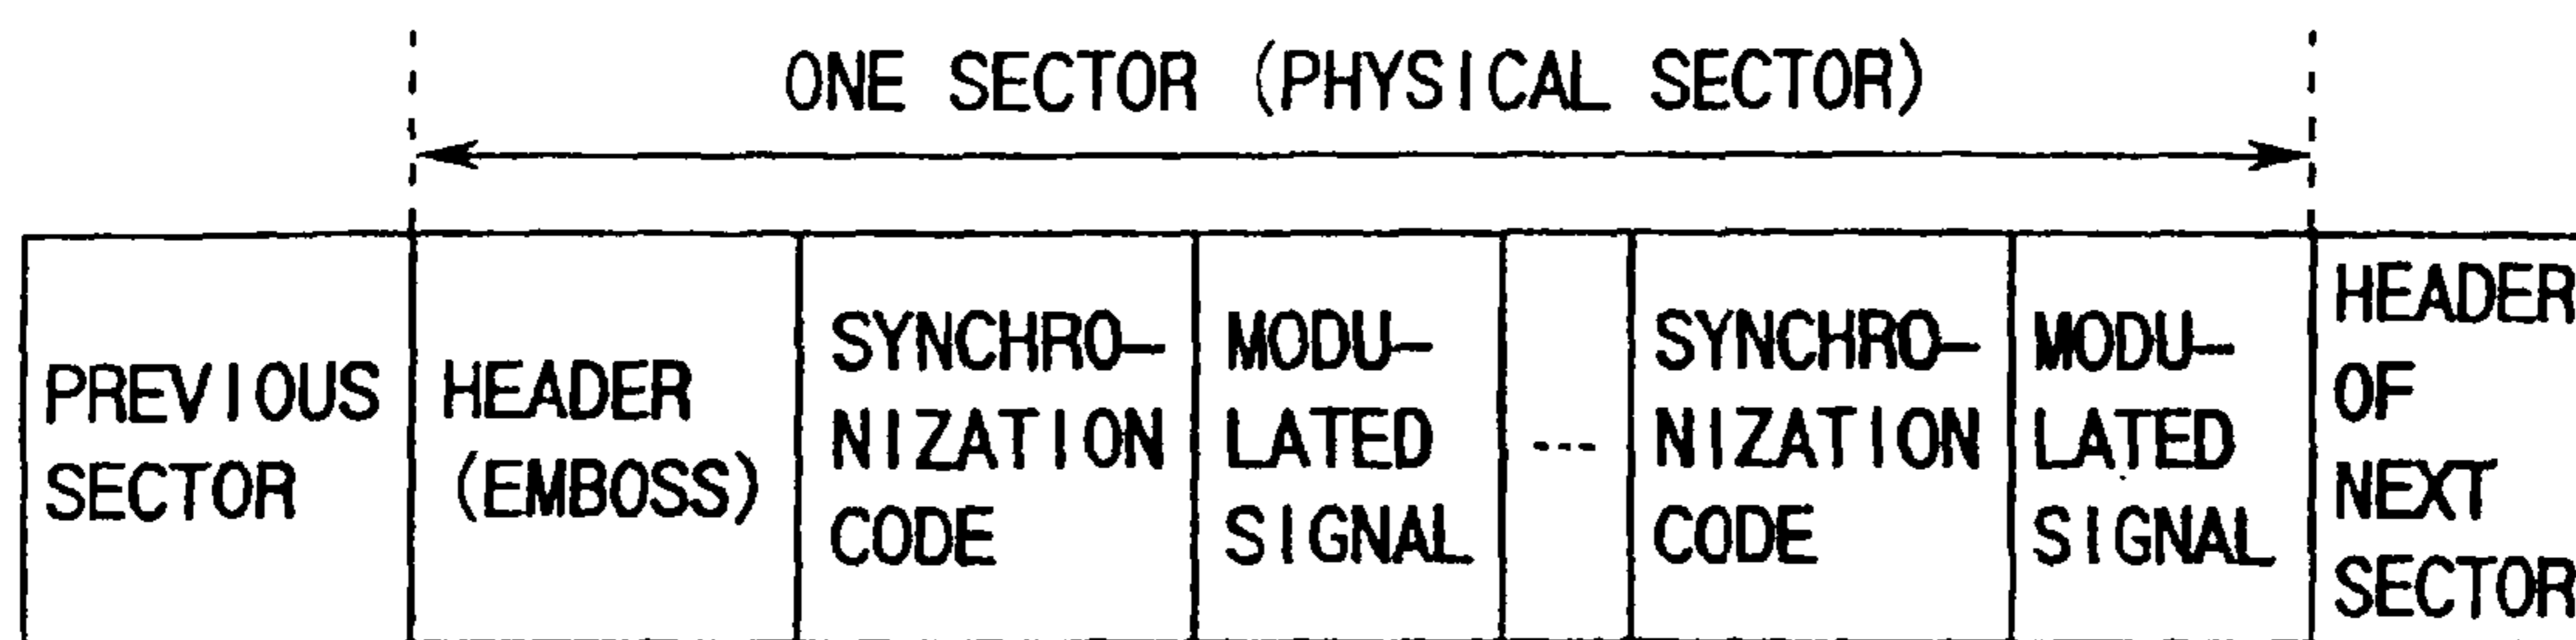 ONE SECTOR (PHYSICAL SECTOR)
PREVIOUS
SECTOR
HEADER
(EMBOSS)
SYNCHRO-
NIZATION
CODE
MODU-
LATED
SIGNAL
---
SYNCHRO-
NIZATION
CODE
MODU-
LATED
SIGNAL
HEADER
OF
NEXT
SECTOR